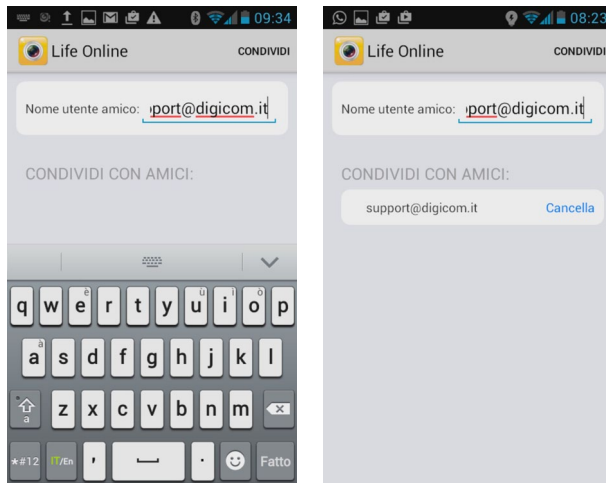 09:34
Life Online CONDIVIDI
Nome utente amico: port@digicom.it
CONDIVIDI CON AMICI:
q w e è r t y u ù i ì o ò p
a à s d f g h j k l
a z x c v b n m
*#12 IT/En ' . Fatto
08:23
Life Online CONDIVIDI
Nome utente amico: port@digicom.it
CONDIVIDI CON AMICI:
support@digicom.it Cancella